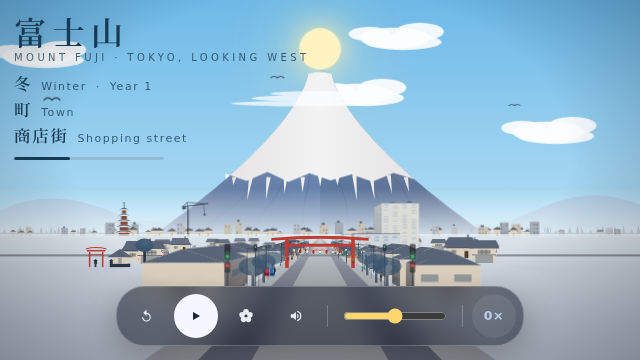 富士山
MOUNT FUJI · TOKYO, LOOKING WEST
冬 Winter · Year 1
町 Town
商店街 Shopping street
0×